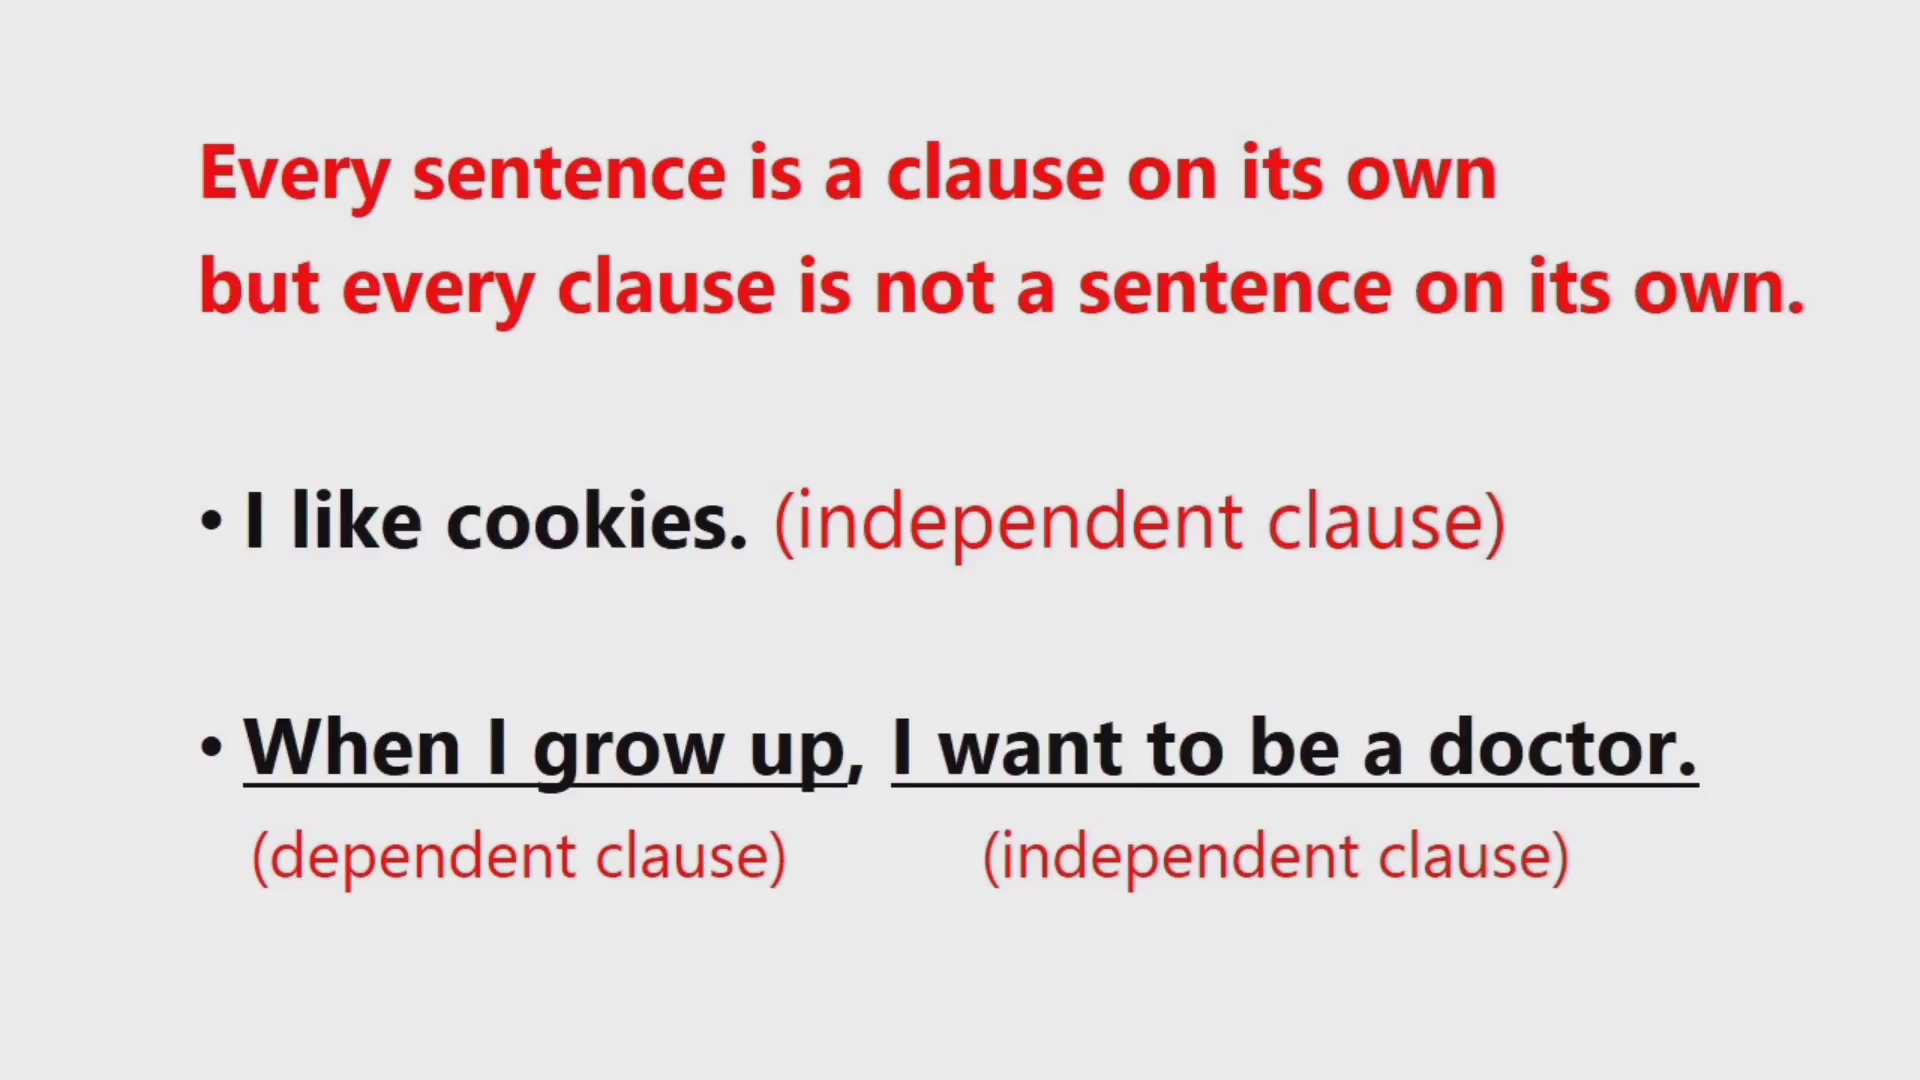 Every sentence is a clause on its own
but every clause is not a sentence on its own.
• I like cookies. (independent clause)
• When I grow up, I want to be a doctor.
(dependent clause) (independent clause)